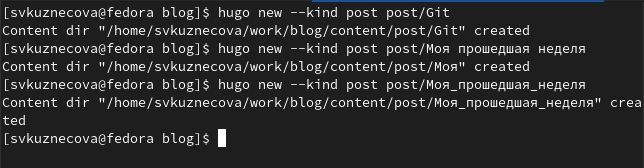 [svkuznecova@fedora blog]$ hugo new --kind post post/Git
Content dir "/home/svkuznecova/work/blog/content/post/Git" created
[svkuznecova@fedora blog]$ hugo new --kind post post/Моя прошедшая неделя
Content dir "/home/svkuznecova/work/blog/content/post/Моя" created
[svkuznecova@fedora blog]$ hugo new --kind post post/Моя_прошедшая_неделя
Content dir "/home/svkuznecova/work/blog/content/post/Моя_прошедшая_неделя" crea
ted
[svkuznecova@fedora blog]$